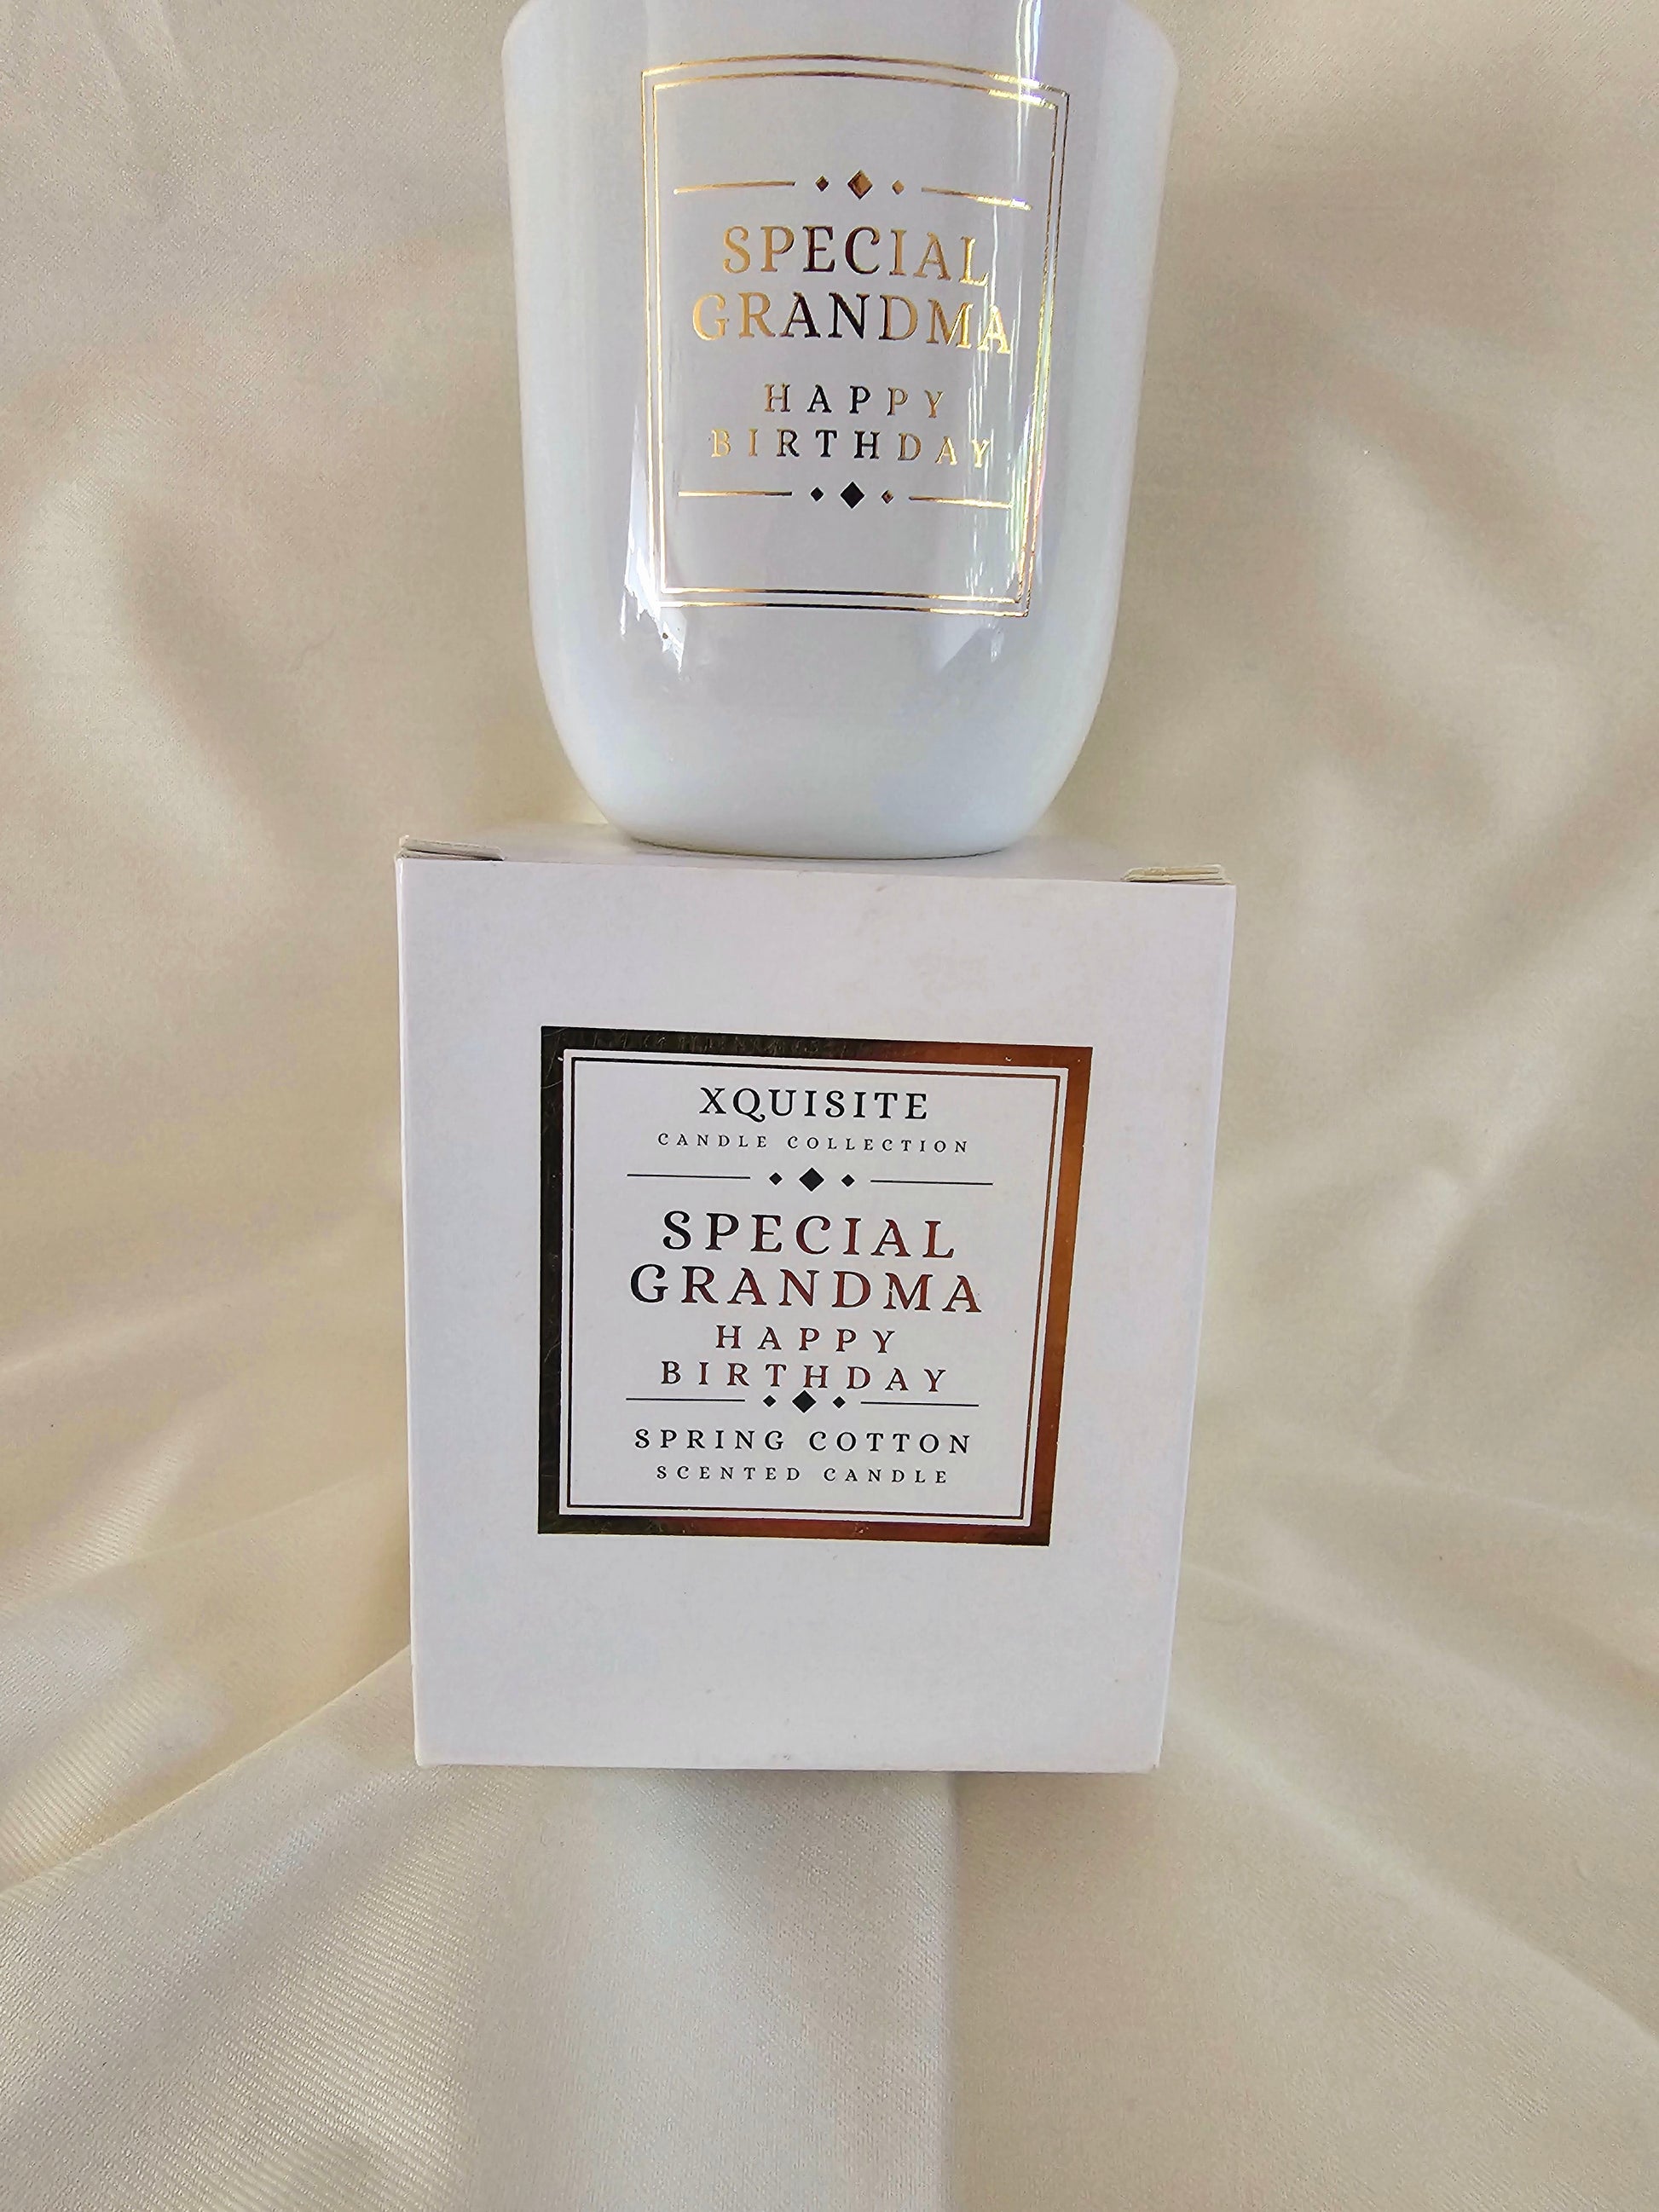 SPECIAL
GRANDMA
HAPPY
BIRTHDAY
XQUISITE
CANDLE COLLECTION
SPECIAL
GRANDMA
HAPPY
BIRTHDAY
SPRING COTTON
SCENTED CANDLE